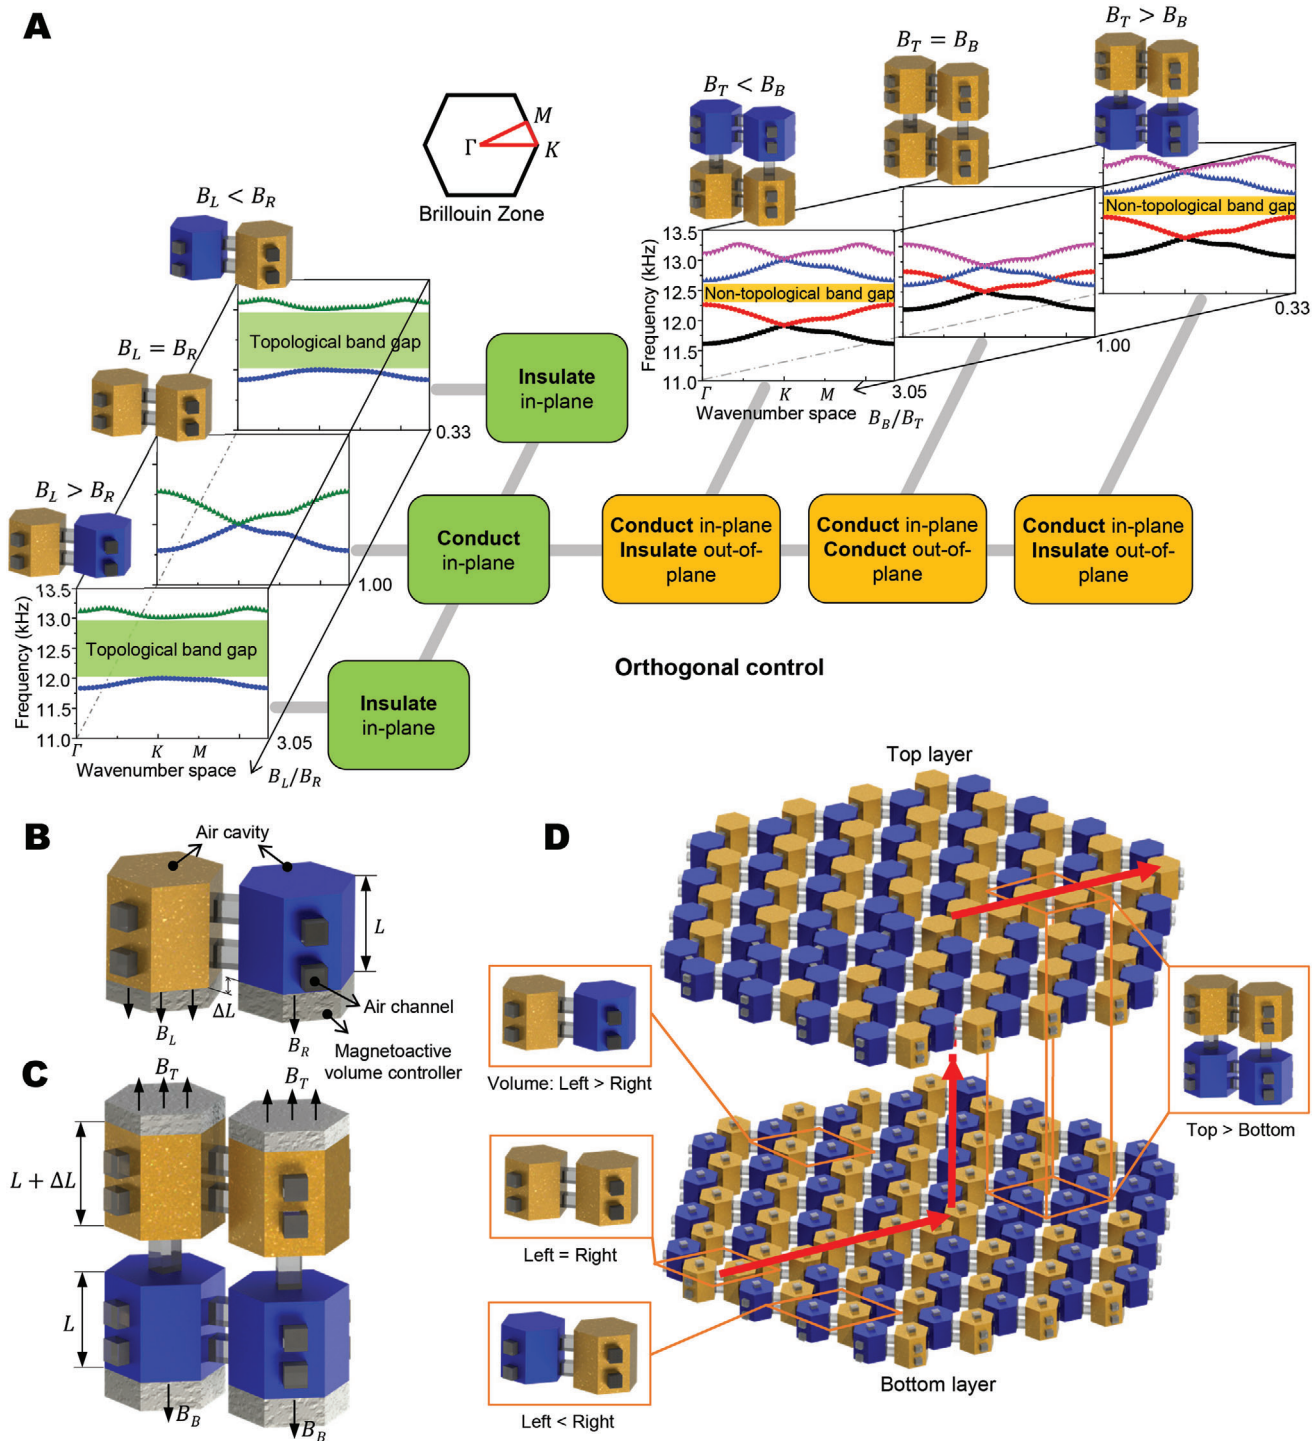 A
B_T > B_B
B_T = B_B
B_T < B_B
M
Γ
K
Brillouin Zone
B_L < B_R
Non-topological band gap
0.33
13.5
13.0
12.5
12.0
11.5
11.0
Frequency (kHz)
Non-topological band gap
1.00
3.05
Γ
K
M
Wavenumber space
B_B/B_T
Topological band gap
0.33
Insulate
in-plane
B_L = B_R
B_L > B_R
1.00
Conduct
in-plane
Conduct in-plane
Insulate out-of-
plane
Conduct in-plane
Conduct out-of-
plane
Conduct in-plane
Insulate out-of-
plane
13.5
13.0
12.5
12.0
11.5
11.0
Frequency (kHz)
Topological band gap
3.05
Γ
K
M
Wavenumber space
B_L/B_R
Insulate
in-plane
Orthogonal control
B
Air cavity
L
ΔL
B_L
B_R
Air channel
Magnetoactive
volume controller
C
B_T
B_T
L + ΔL
L
B_B
B_B
D
Top layer
Volume: Left > Right
Left = Right
Left < Right
Top > Bottom
Bottom layer